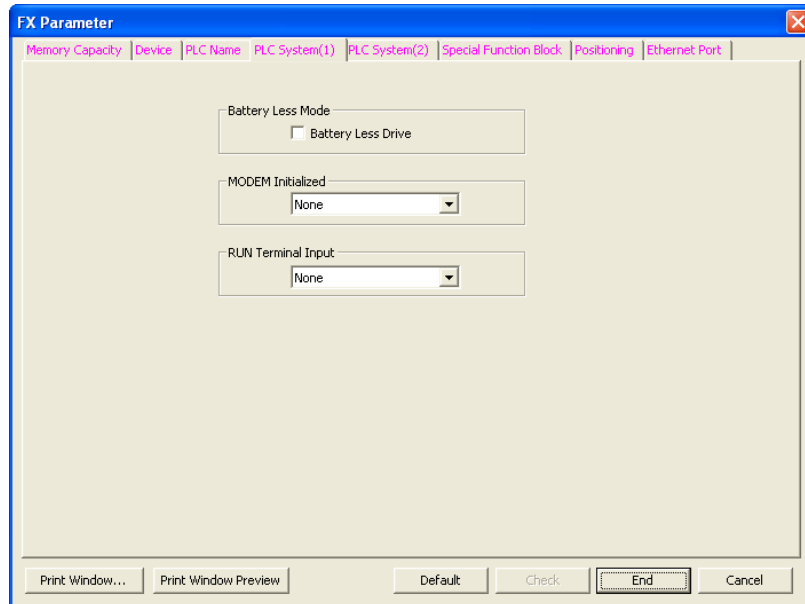 FX Parameter
Memory Capacity Device PLC Name PLC System(1) PLC System(2) Special Function Block Positioning Ethernet Port
Battery Less Mode
Battery Less Drive
MODEM Initialized
None
RUN Terminal Input
None
Print Window... Print Window Preview Default Check End Cancel